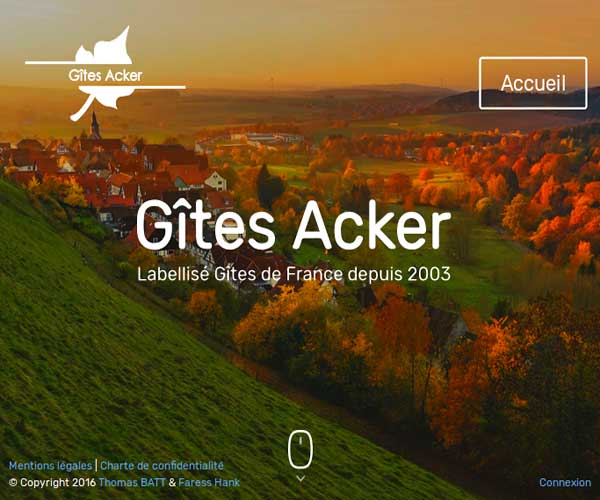 Gîtes Acker
Accueil
Gîtes Acker
Labellisé Gîtes de France depuis 2003
Mentions légales | Charte de confidentialité
© Copyright 2016 Thomas BATT & Faress Hank
Connexion